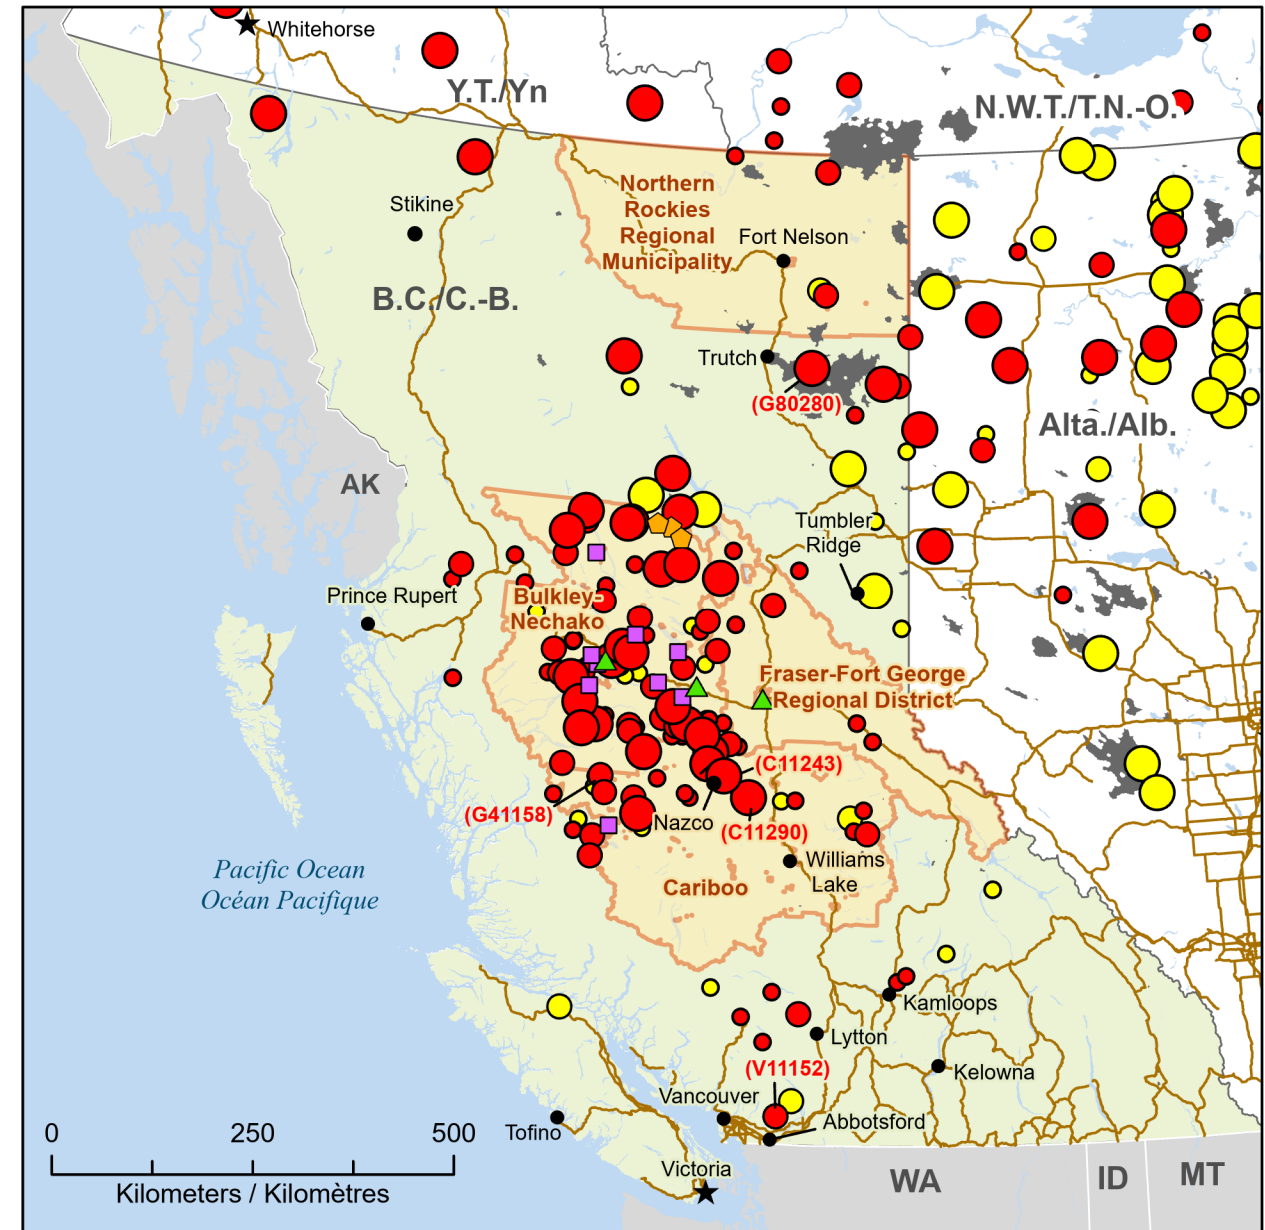 Whitehorse
Y.T./Yn
N.W.T./T.N.-O.
Northern
Rockies
Regional
Municipality
Stikine
Fort Nelson
B.C./C.-B.
Trutch
(G80280)
Alta./Alb.
AK
Tumbler
Ridge
Prince Rupert
Bulkley-
Nechako
Fraser-Fort George
Regional District
(C11243)
(G41158)
Nazco
(C11290)
Williams
Lake
Cariboo
Pacific Ocean
Océan Pacifique
Kamloops
Lytton
(V11152)
Kelowna
Vancouver
Abbotsford
Tofino
Victoria
0 250 500
Kilometers / Kilomètres
WA
ID
MT